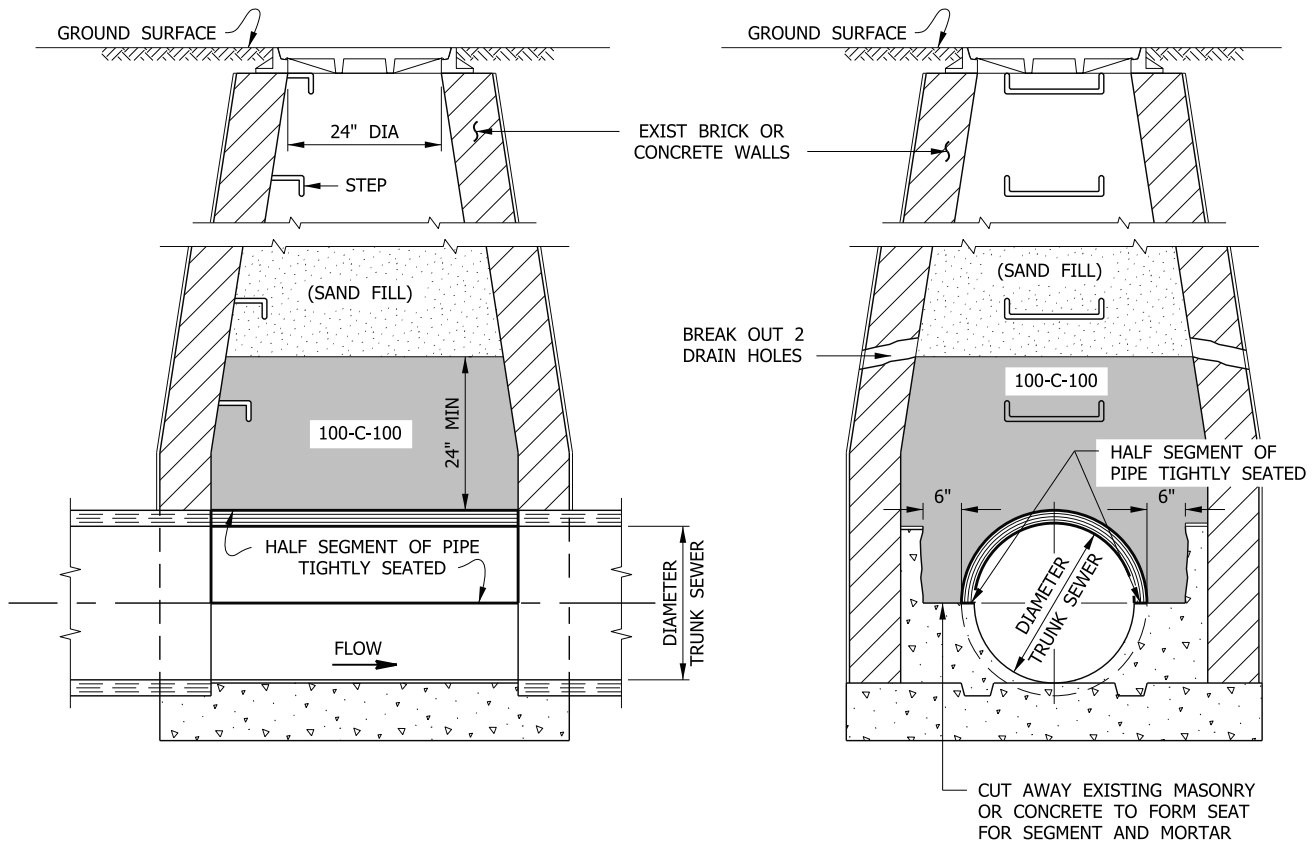 GROUND SURFACE
GROUND SURFACE
24" DIA
EXIST BRICK OR
CONCRETE WALLS
STEP
(SAND FILL)
(SAND FILL)
BREAK OUT 2
DRAIN HOLES
100-C-100
24" MIN
100-C-100
HALF SEGMENT OF
PIPE TIGHTLY SEATED
6"
6"
HALF SEGMENT OF PIPE
TIGHTLY SEATED
DIAMETER
TRUNK SEWER
DIAMETER
TRUNK SEWER
FLOW
CUT AWAY EXISTING MASONRY
OR CONCRETE TO FORM SEAT
FOR SEGMENT AND MORTAR